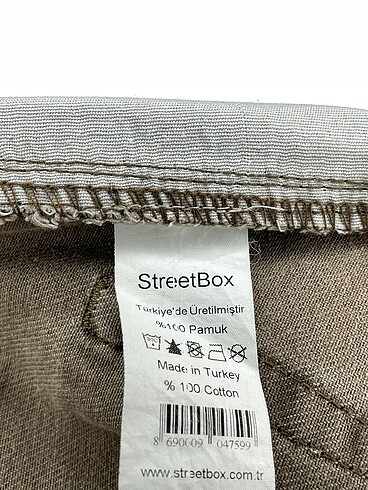 StreetBox
Türkiye'de Üretilmiştir
%100 Pamuk
Made in Turkey
% 100 Cotton
8 690009 047599
www.streetbox.com.tr